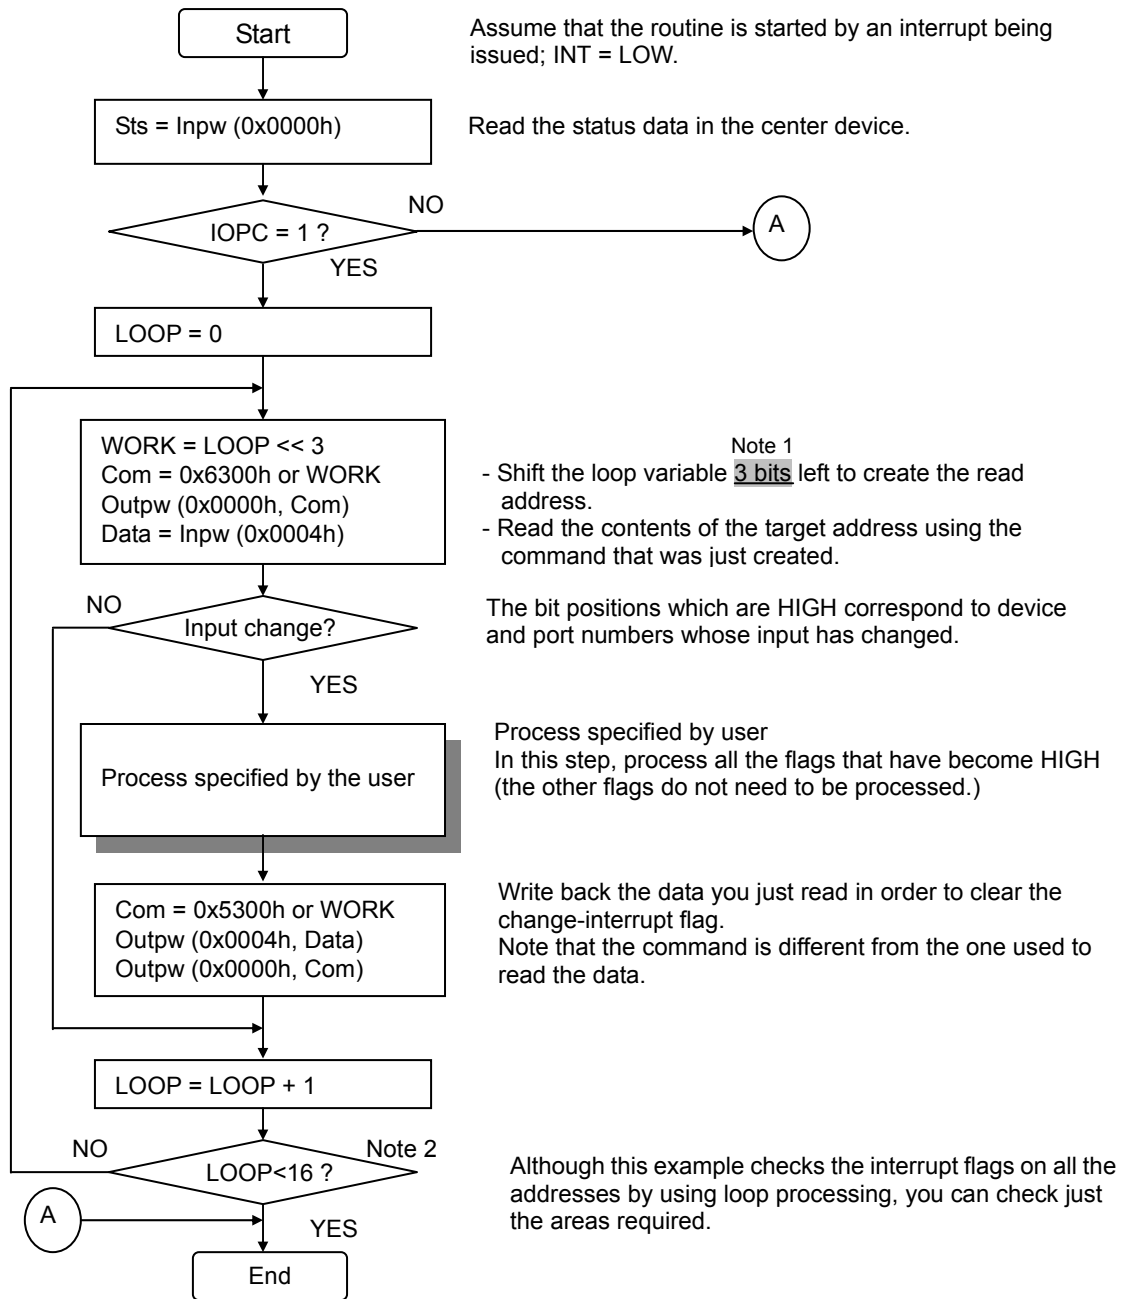 Start
Assume that the routine is started by an interrupt being
issued; INT = LOW.
Sts = Inpw (0x0000h)
Read the status data in the center device.
IOPC = 1 ?
NO
A
YES
LOOP = 0
WORK = LOOP << 3
Com = 0x6300h or WORK
Outpw (0x0000h, Com)
Data = Inpw (0x0004h)
Note 1
- Shift the loop variable 3 bits left to create the read
address.
- Read the contents of the target address using the
command that was just created.
NO
Input change?
YES
The bit positions which are HIGH correspond to device
and port numbers whose input has changed.
Process specified by the user
Process specified by user
In this step, process all the flags that have become HIGH
(the other flags do not need to be processed.)
Com = 0x5300h or WORK
Outpw (0x0004h, Data)
Outpw (0x0000h, Com)
Write back the data you just read in order to clear the
change-interrupt flag.
Note that the command is different from the one used to
read the data.
LOOP = LOOP + 1
NO
LOOP<16 ?
Note 2
YES
Although this example checks the interrupt flags on all the
addresses by using loop processing, you can check just
the areas required.
A
End